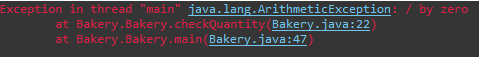 Exception in thread "main" java.lang.ArithmeticException: / by zero
at Bakery.Bakery.checkQuantity(Bakery.java:22)
at Bakery.Bakery.main(Bakery.java:47)